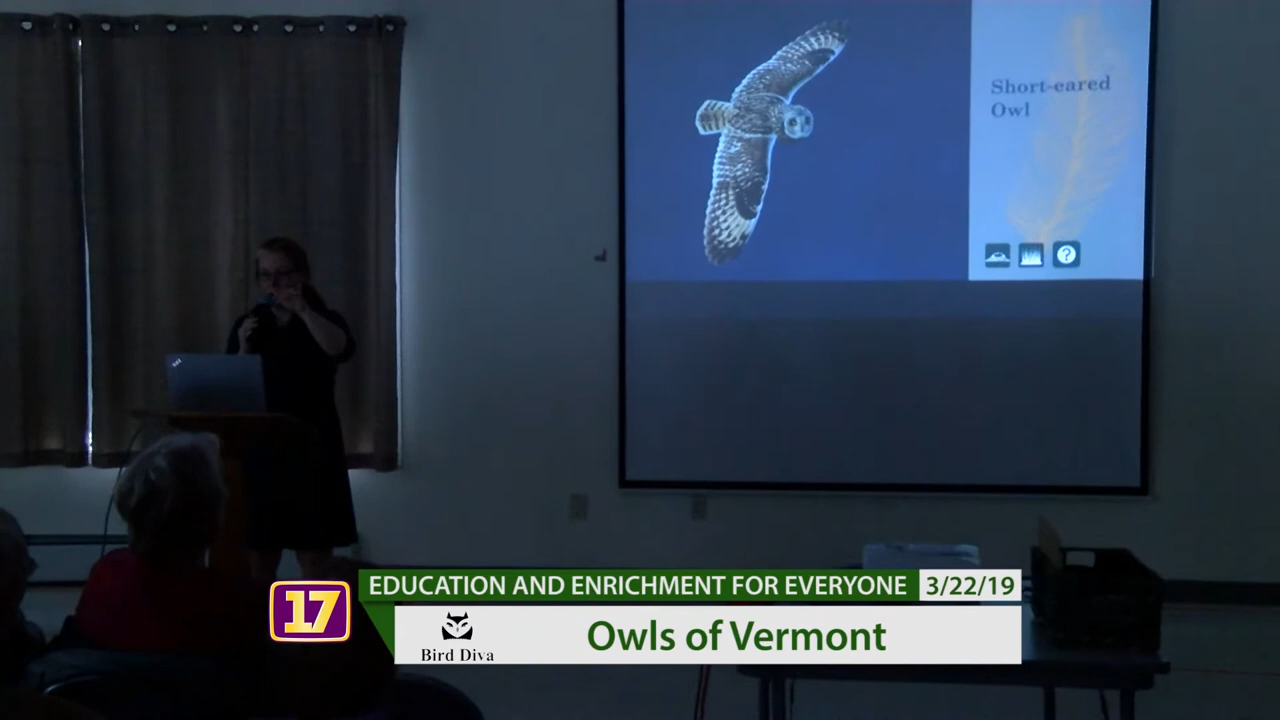 Short-eared
Owl
?
17
EDUCATION AND ENRICHMENT FOR EVERYONE 3/22/19
Bird Diva
Owls of Vermont